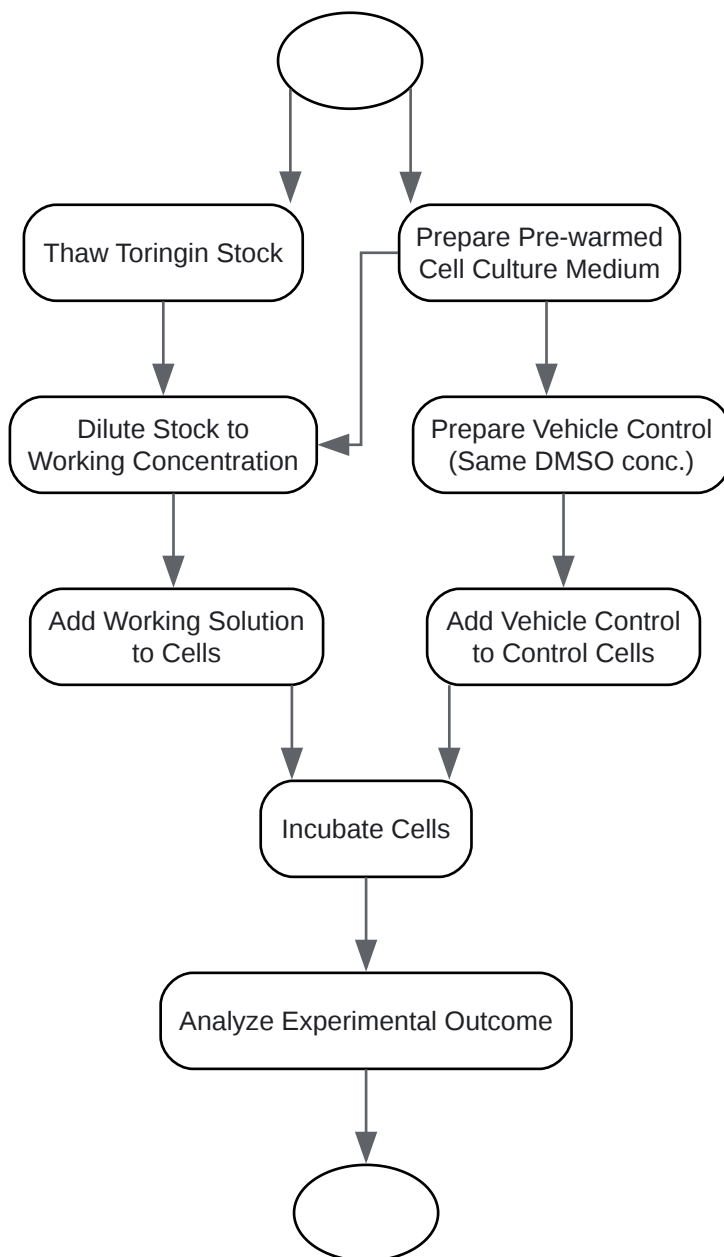 Thaw Toringin Stock
Prepare Pre-warmed
Cell Culture Medium
Dilute Stock to
Working Concentration
Prepare Vehicle Control
(Same DMSO conc.)
Add Working Solution
to Cells
Add Vehicle Control
to Control Cells
Incubate Cells
Analyze Experimental Outcome